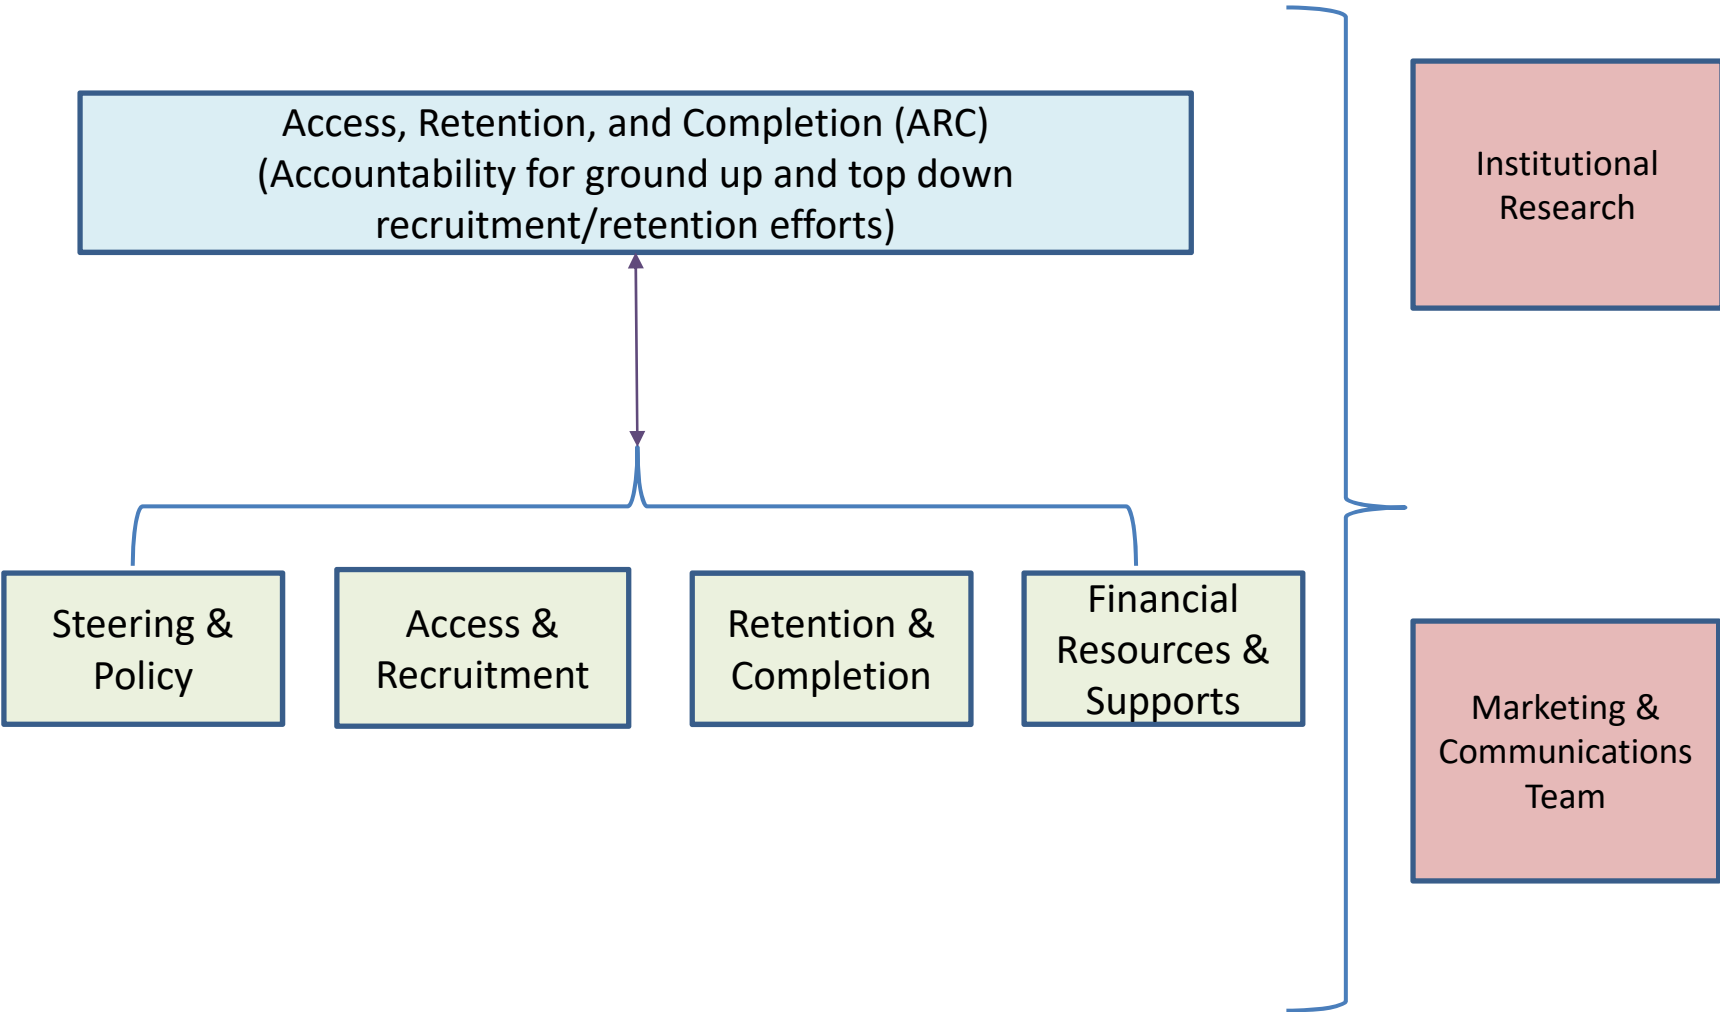 Access, Retention, and Completion (ARC)
(Accountability for ground up and top down
recruitment/retention efforts)
Institutional
Research
Steering &
Policy
Access &
Recruitment
Retention &
Completion
Financial
Resources &
Supports
Marketing &
Communications
Team